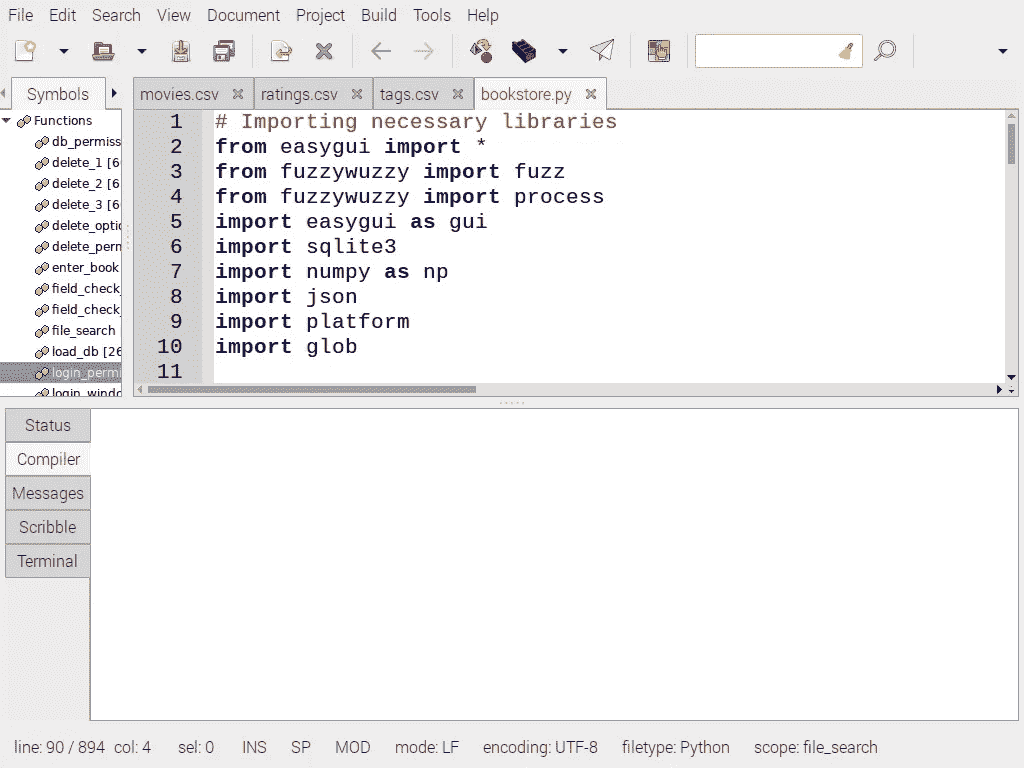 File Edit Search View Document Project Build Tools Help
Symbols
movies.csv ratings.csv tags.csv bookstore.py
Functions
db_permiss
delete_1 [6
delete_2 [6
delete_3 [6
delete_optic
delete_perm
enter_book
field_check_
field_check_
file_search
load_db [26
login_permi
login_windo
1 # Importing necessary libraries
2 from easygui import *
3 from fuzzywuzzy import fuzz
4 from fuzzywuzzy import process
5 import easygui as gui
6 import sqlite3
7 import numpy as np
8 import json
9 import platform
10 import glob
11
Status
Compiler
Messages
Scribble
Terminal
line: 90 / 894 col: 4 sel: 0 INS SP MOD mode: LF encoding: UTF-8 filetype: Python scope: file_search